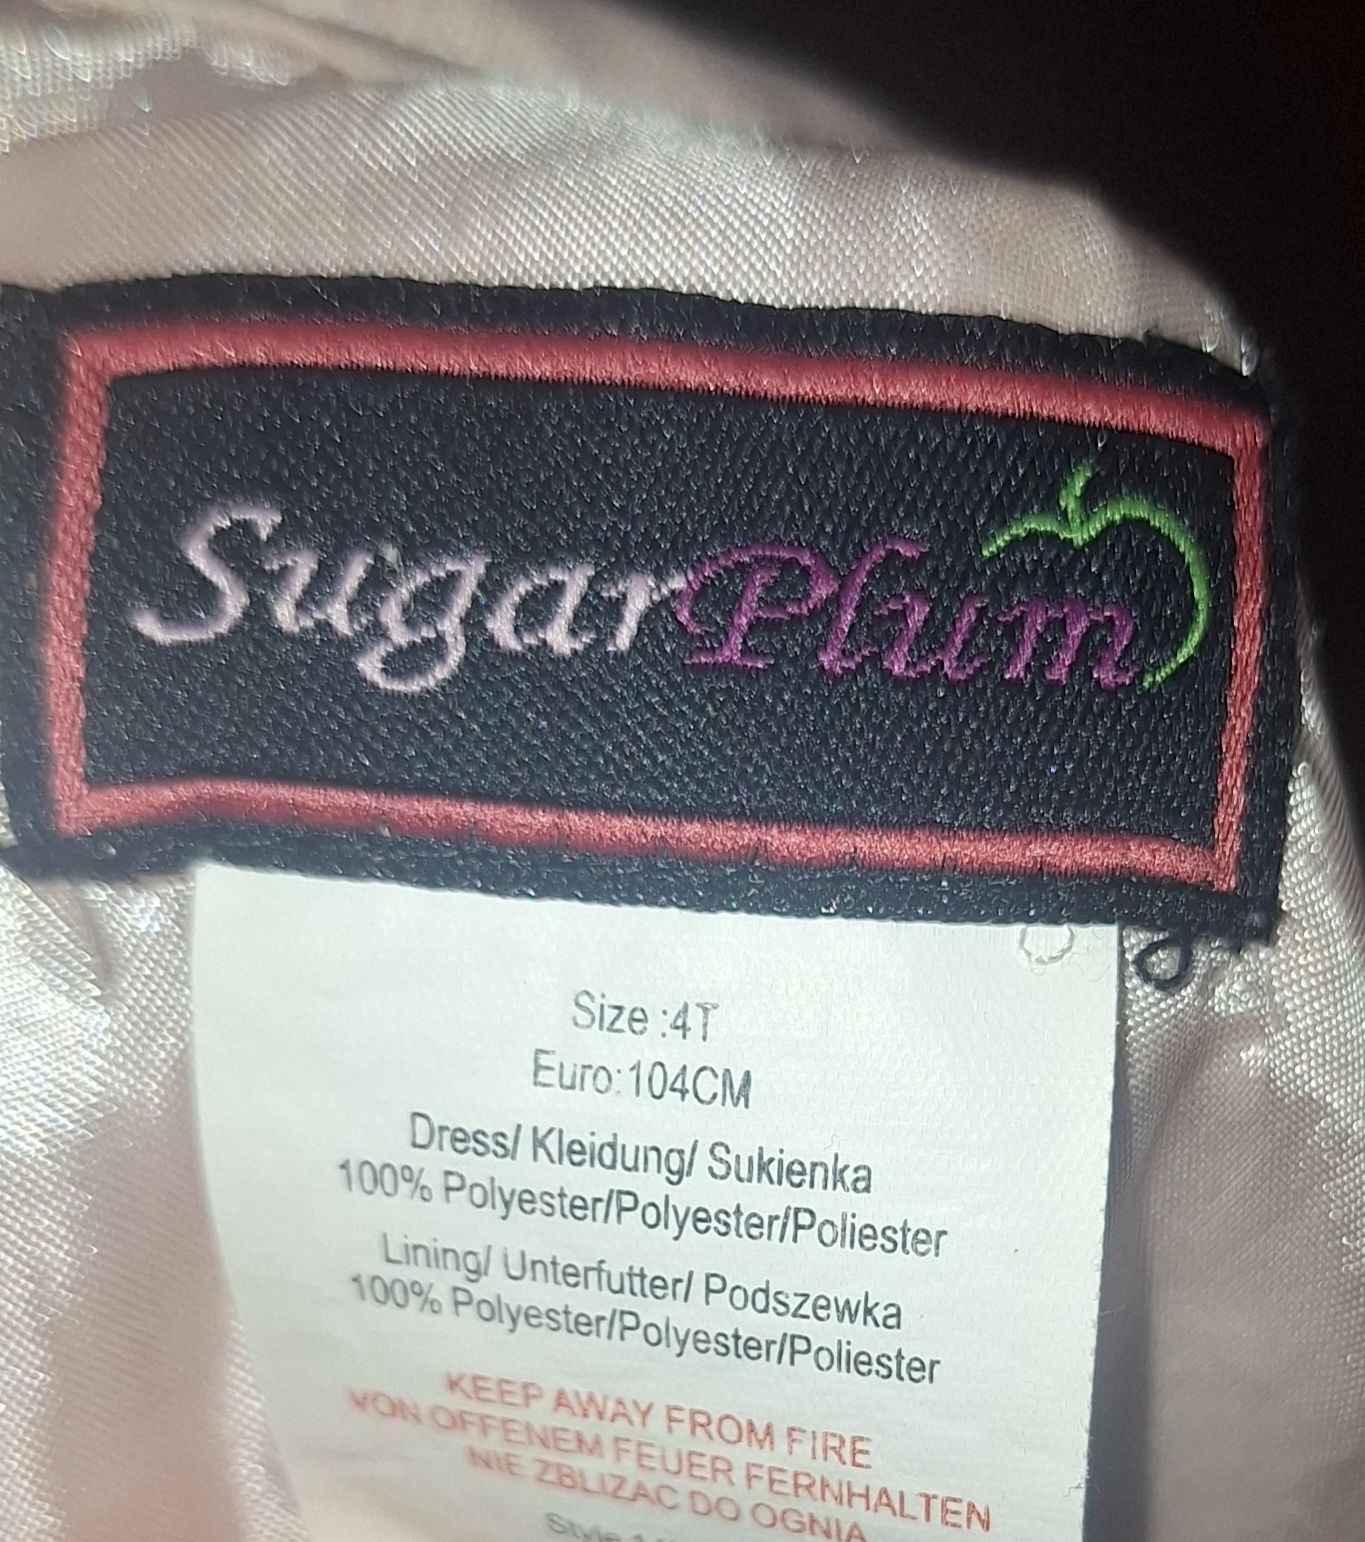 SugarPlum
Size :4T
Euro:104CM
Dress/ Kleidung/ Sukienka
100% Polyester/Polyester/Poliester
Lining/ Unterfutter/ Podszewka
100% Polyester/Polyester/Poliester
KEEP AWAY FROM FIRE
VON OFFENEM FEUER FERNHALTEN
NIE ZBLIZAC DO OGNIA
Style